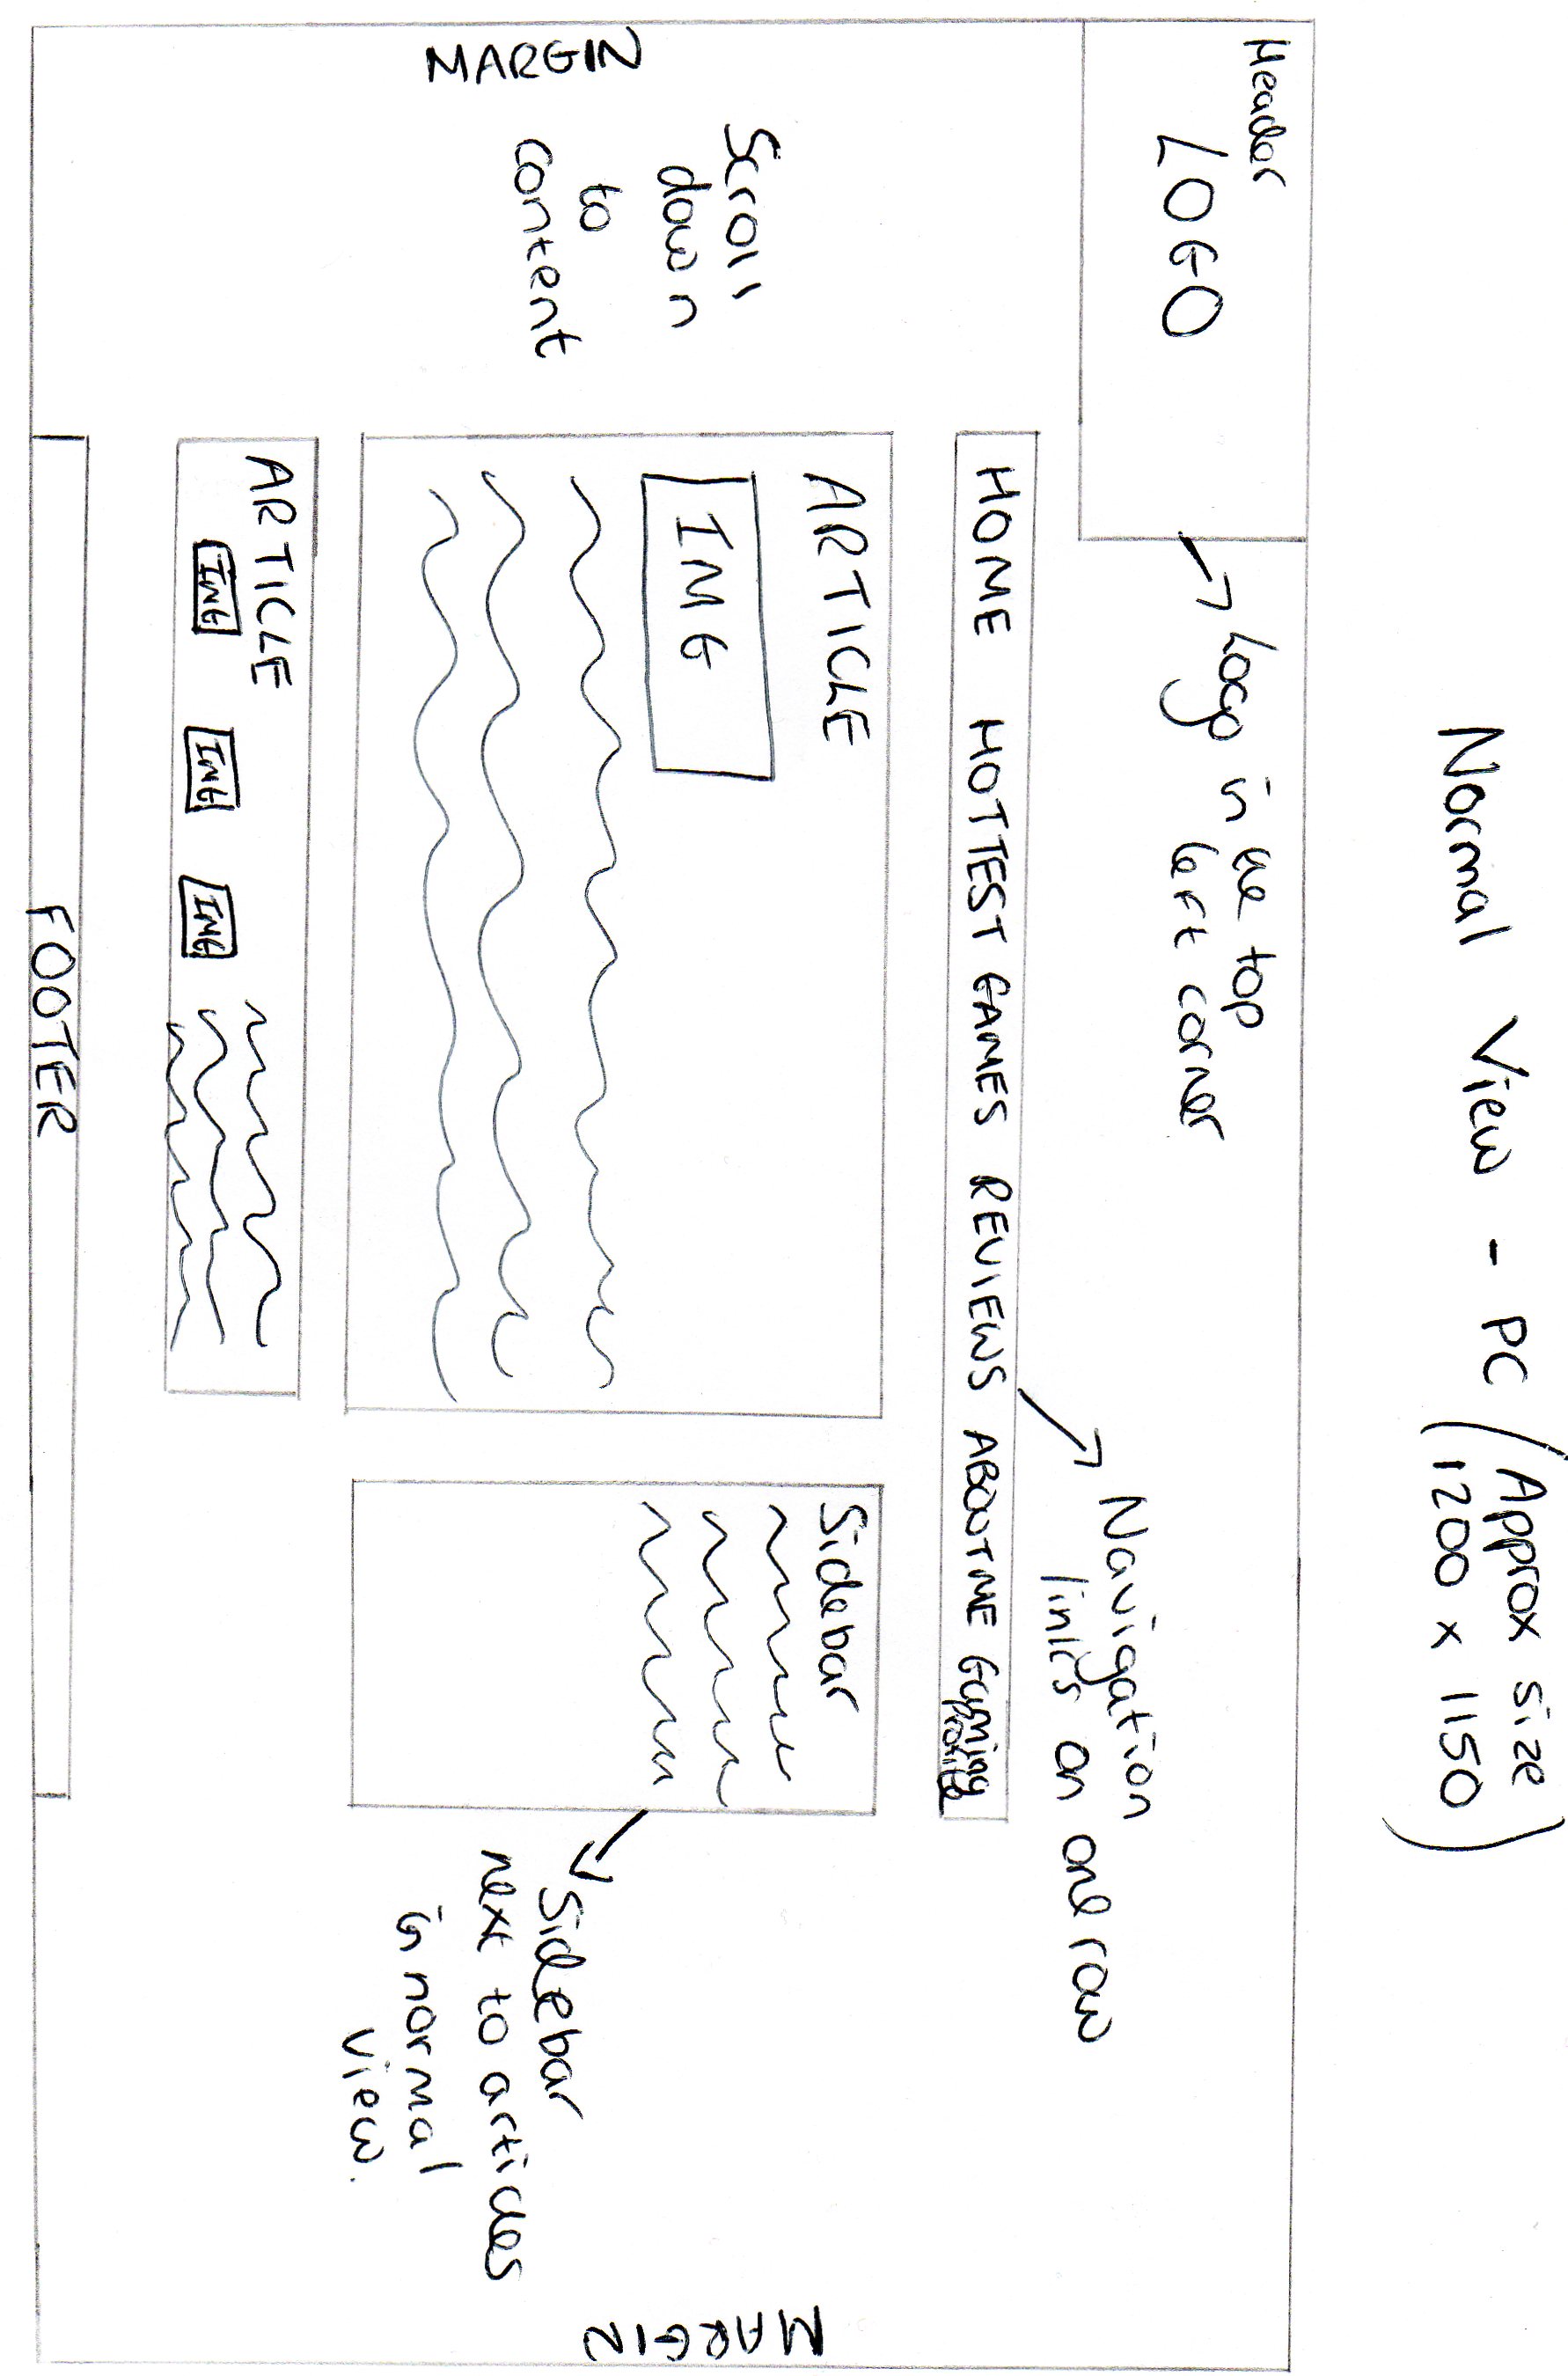 Normal View - PC (Approx size
1200 x 1150)
Header
LOGO
Logo in the top
left corner
Navigation
links on one row
HOME HOTTEST GAMES REVIEWS ABOUT ME Gaming
Profile
ARTICLE
IMG
Sidebar
Scroll
down
to
content
MARGIN
MARGIN
Sidebar
next to articles
in normal
view.
ARTICLE
IMG IMG IMG
FOOTER